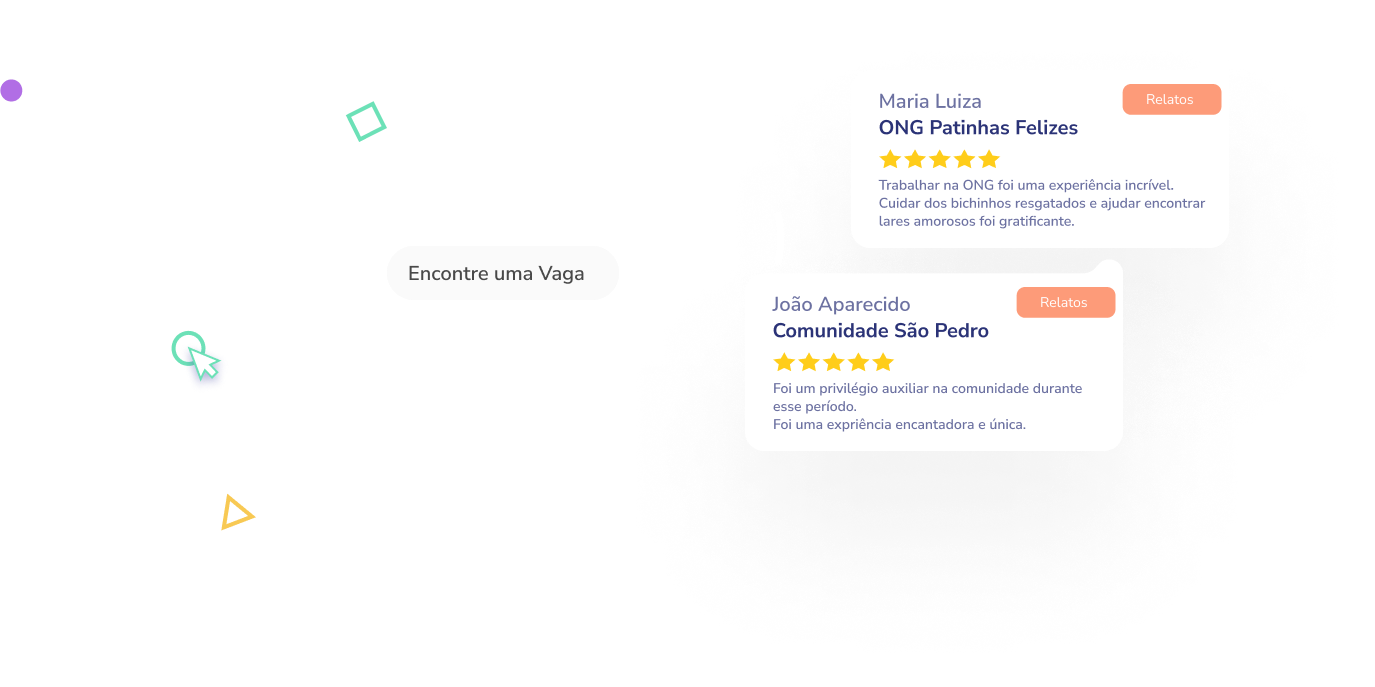 Maria Luiza
Relatos
ONG Patinhas Felizes
Trabalhar na ONG foi uma experiência incrível.
Cuidar dos bichinhos resgatados e ajudar encontrar
lares amorosos foi gratificante.
Encontre uma Vaga
João Aparecido
Relatos
Comunidade São Pedro
Foi um privilégio auxiliar na comunidade durante
esse período.
Foi uma expriência encantadora e única.